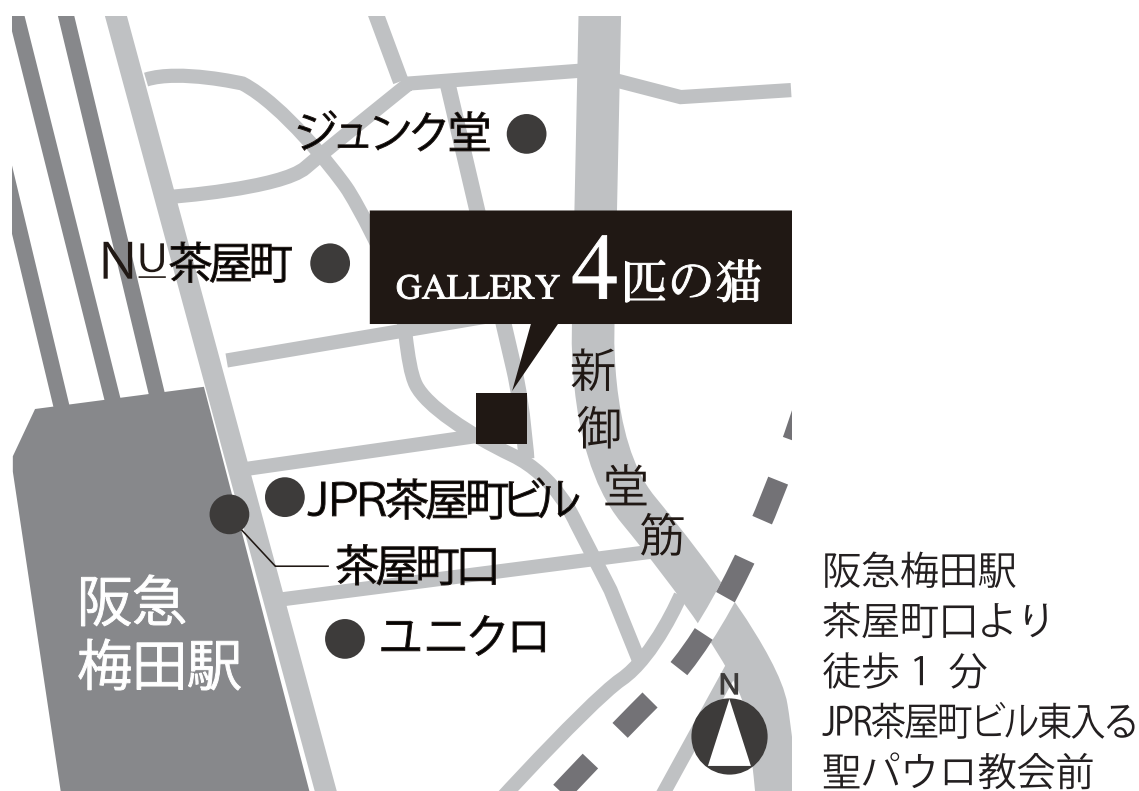 ジュンク堂
NU茶屋町
GALLERY 4匹の猫
新御堂筋
JPR茶屋町ビル
茶屋町口
阪急
梅田駅
ユニクロ
N
阪急梅田駅
茶屋町口より
徒歩 1 分
JPR茶屋町ビル東入る
聖パウロ教会前